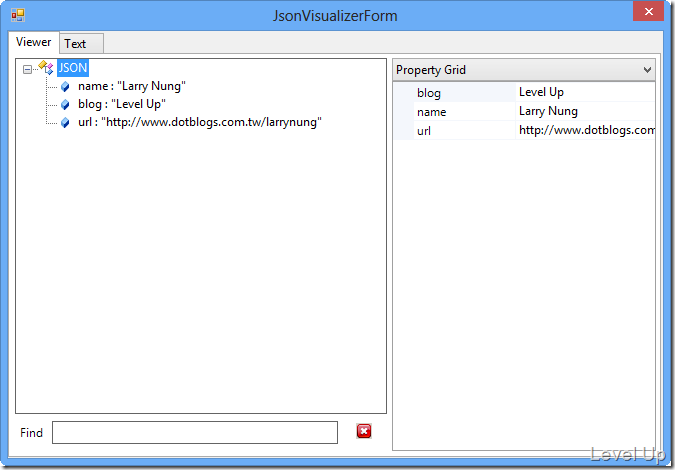 JsonVisualizerForm
Viewer
Text
JSON
name : "Larry Nung"
blog : "Level Up"
url : "http://www.dotblogs.com.tw/larrynung"
Property Grid
blog Level Up
name Larry Nung
url http://www.dotblogs.com
Find
Level Up